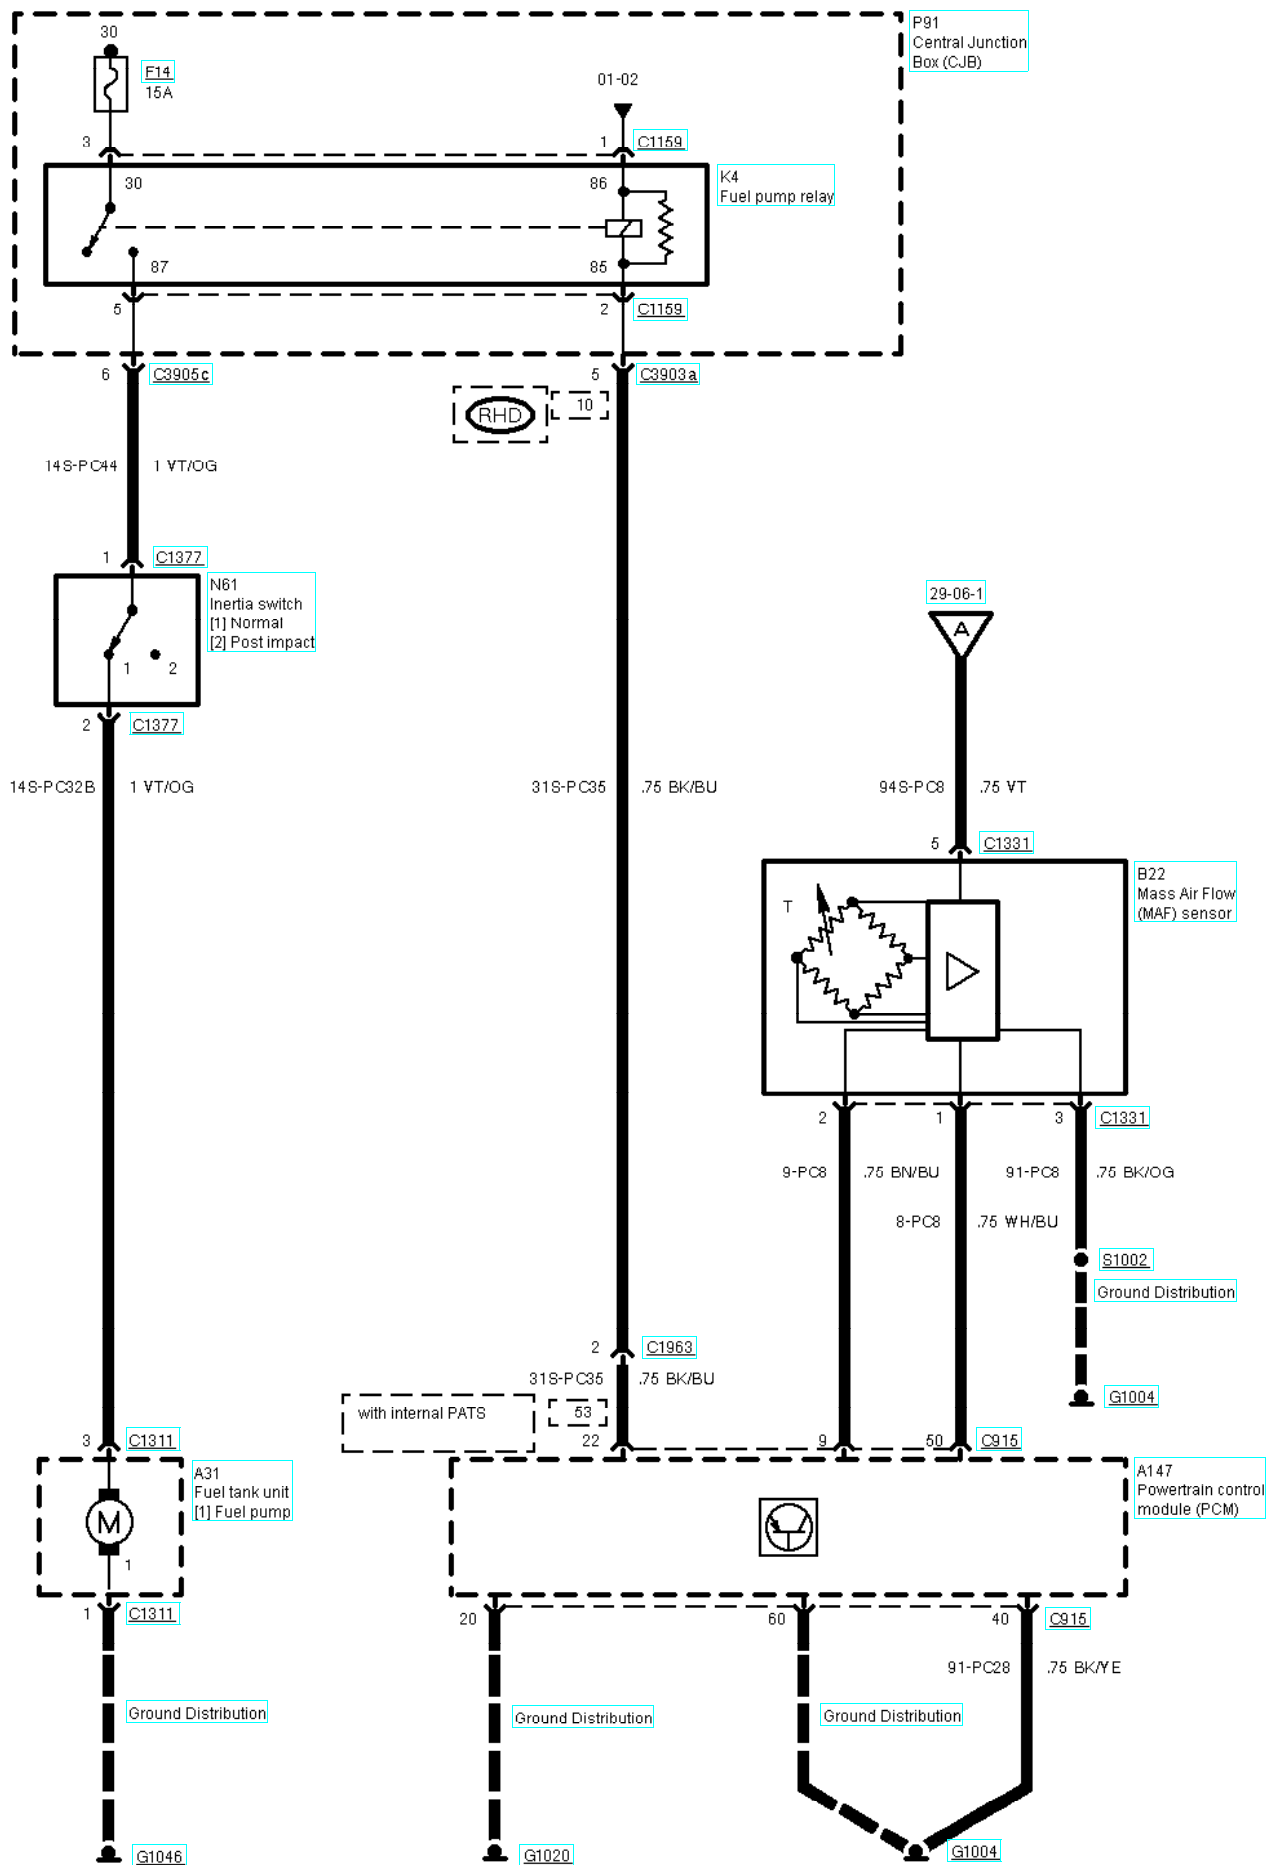 30
P91
Central Junction
Box (CJB)
F14
15A
01-02
3
1
C1159
30
86
K4
Fuel pump relay
87
85
5
2
C1159
6
C3905c
5
C3903a
RHD
10
14S-PC44
1 VT/OG
1
C1377
N61
Inertia switch
[1] Normal
[2] Post impact
1
2
29-06-1
A
2
C1377
14S-PC32B
1 VT/OG
31S-PC35
.75 BK/BU
94S-PC8
.75 VT
5
C1331
B22
Mass Air Flow
(MAF) sensor
T
2
1
3
C1331
9-PC8
.75 BN/BU
91-PC8
.75 BK/OG
8-PC8
.75 WH/BU
S1002
Ground Distribution
2
C1963
31S-PC35
.75 BK/BU
G1004
with internal PATS
53
3
C1311
22
9
50
C915
A31
Fuel tank unit
[1] Fuel pump
M
1
A147
Powertrain control
module (PCM)
1
C1311
20
60
40
C915
91-PC28
.75 BK/YE
Ground Distribution
Ground Distribution
Ground Distribution
G1046
G1020
G1004